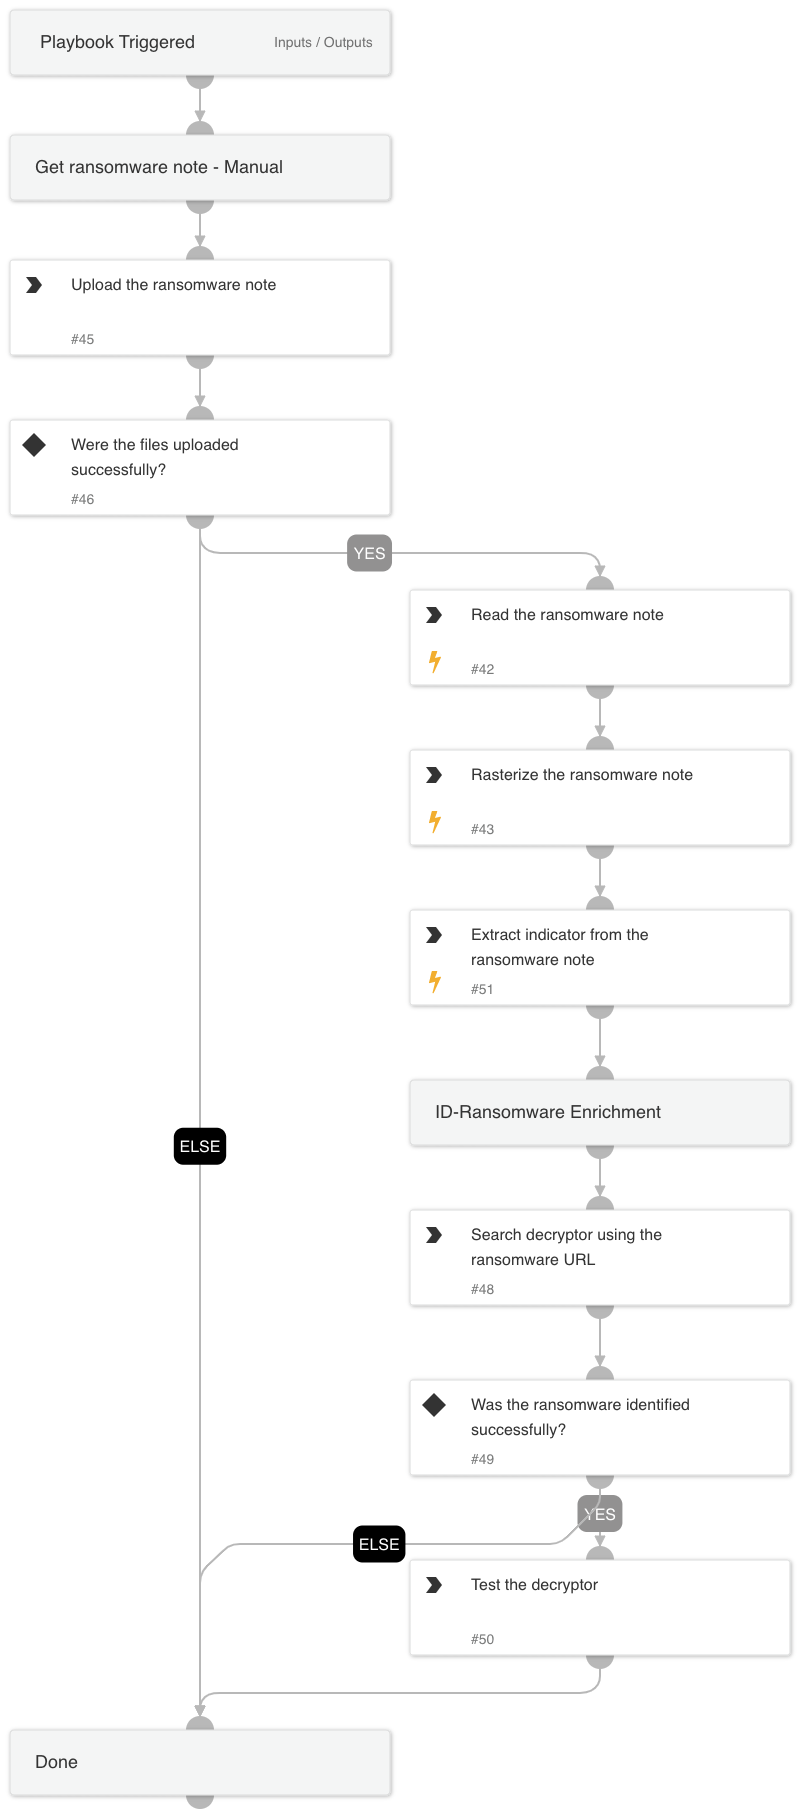 Playbook Triggered
Inputs / Outputs
Get ransomware note - Manual
Upload the ransomware note
#45
Were the files uploaded
successfully?
#46
YES
Read the ransomware note
#42
Rasterize the ransomware note
#43
Extract indicator from the
ransomware note
#51
ID-Ransomware Enrichment
ELSE
Search decryptor using the
ransomware URL
#48
Was the ransomware identified
successfully?
#49
YES
ELSE
Test the decryptor
#50
Done